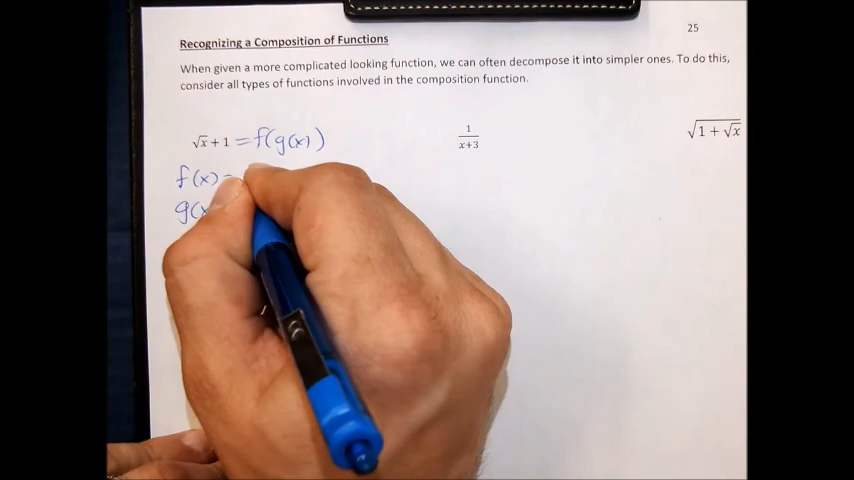 25
Recognizing a Composition of Functions
When given a more complicated looking function, we can often decompose it into simpler ones. To do this,
consider all types of functions involved in the composition function.
√x + 1 = f(g(x))
1/(x+3)
√(1 + √x)
f(x) =
g(x